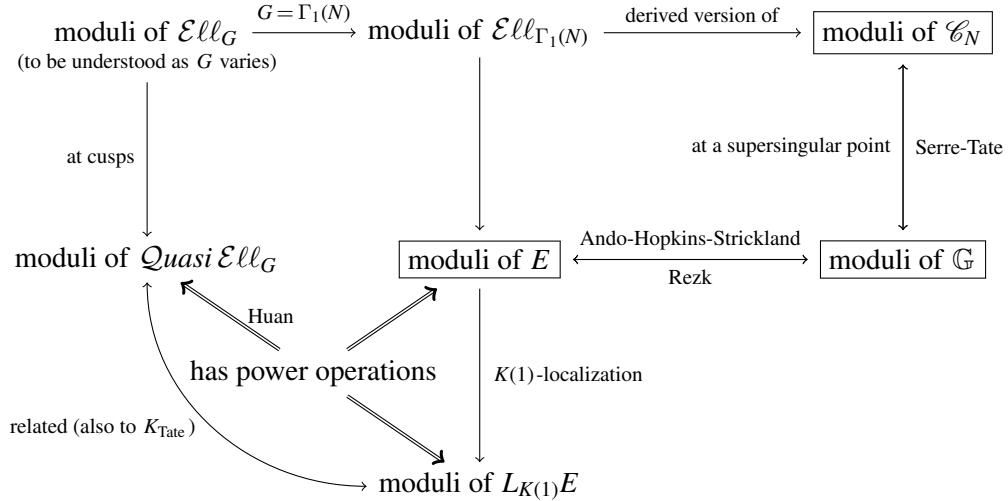 moduli of 𝓔ℓℓ_G
G = Γ₁(N)
moduli of 𝓔ℓℓ_{Γ₁(N)}
derived version of
moduli of 𝒞_N
(to be understood as G varies)
at cusps
at a supersingular point
Serre-Tate
moduli of 𝒬uasi 𝓔ℓℓ_G
moduli of E
Ando-Hopkins-Strickland
Rezk
moduli of 𝔾
Huan
has power operations
K(1)-localization
related (also to K_Tate)
moduli of L_{K(1)}E